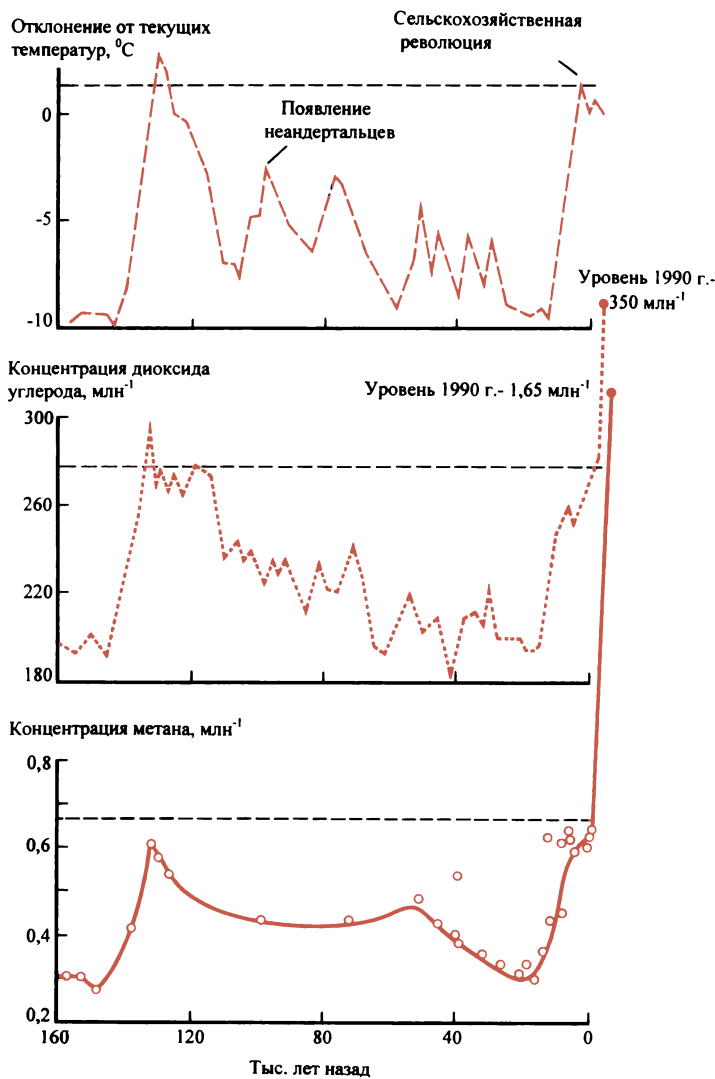 Отклонение от текущих
температур, ⁰С
Сельскохозяйственная
революция
Появление
неандертальцев
0
-5
-10
Уровень 1990 г.-
350 млн⁻¹
Концентрация диоксида
углерода, млн⁻¹
Уровень 1990 г.- 1,65 млн⁻¹
300
260
220
180
Концентрация метана, млн⁻¹
0,8
0,6
0,4
0,2
160 120 80 40 0
Тыс. лет назад